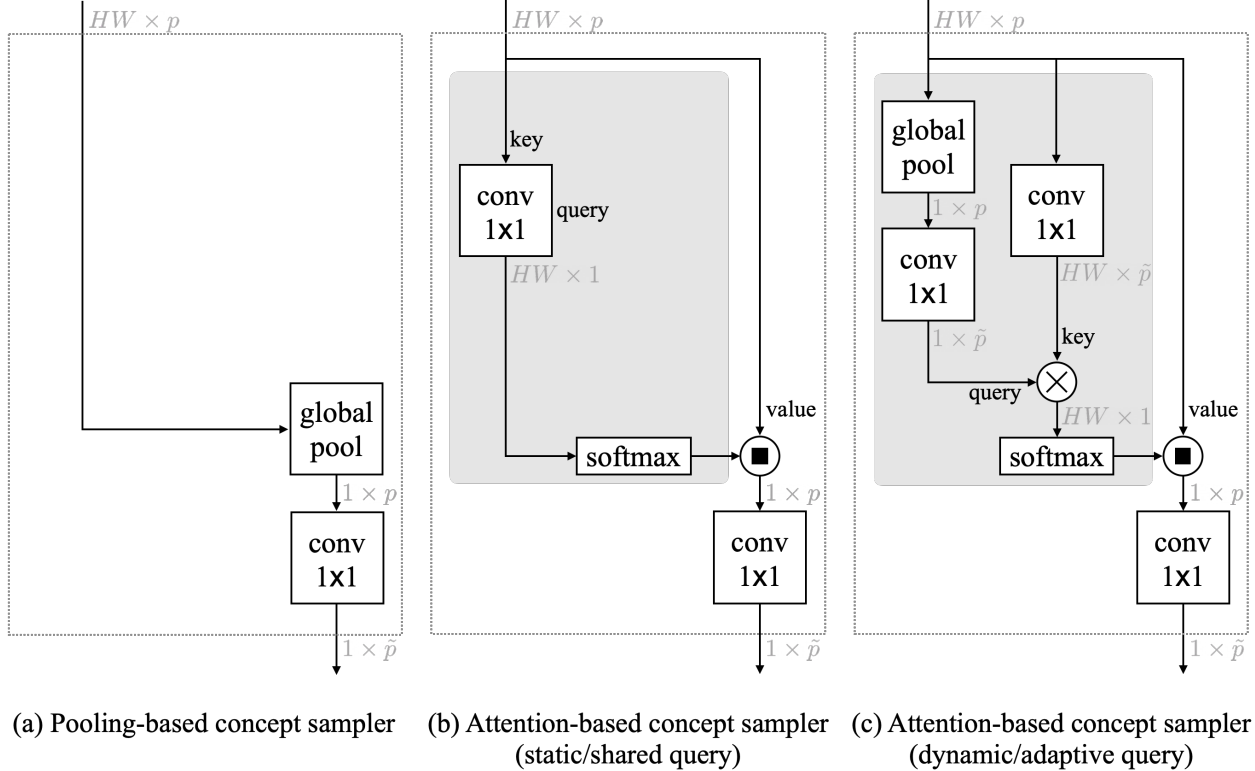 HW × p
global
pool
1 × p
conv
1x1
1 × p̃
(a) Pooling-based concept sampler
HW × p
key
conv
1x1
query
HW × 1
softmax
value
1 × p
conv
1x1
1 × p̃
(b) Attention-based concept sampler
(static/shared query)
HW × p
global
pool
1 × p
conv
1x1
1 × p̃
conv
1x1
HW × p̃
key
query
HW × 1
softmax
value
1 × p
conv
1x1
1 × p̃
(c) Attention-based concept sampler
(dynamic/adaptive query)